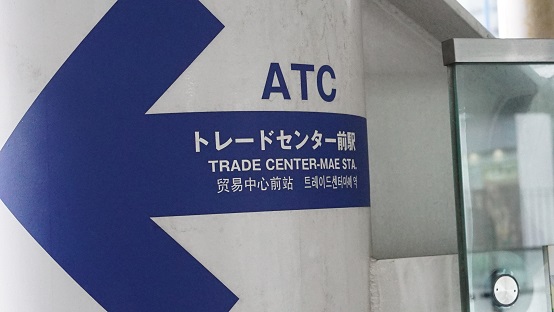 ATC
トレードセンター前駅
TRADE CENTER-MAE STA.
贸易中心前站 트레이드센터마에 역